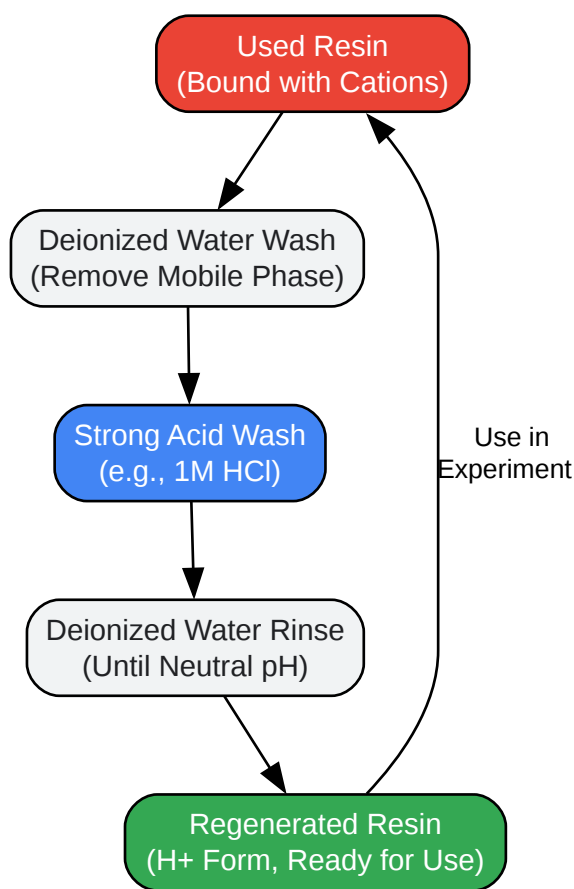 Used Resin
(Bound with Cations)
Deionized Water Wash
(Remove Mobile Phase)
Strong Acid Wash
(e.g., 1M HCl)
Use in
Experiment
Deionized Water Rinse
(Until Neutral pH)
Regenerated Resin
(H+ Form, Ready for Use)